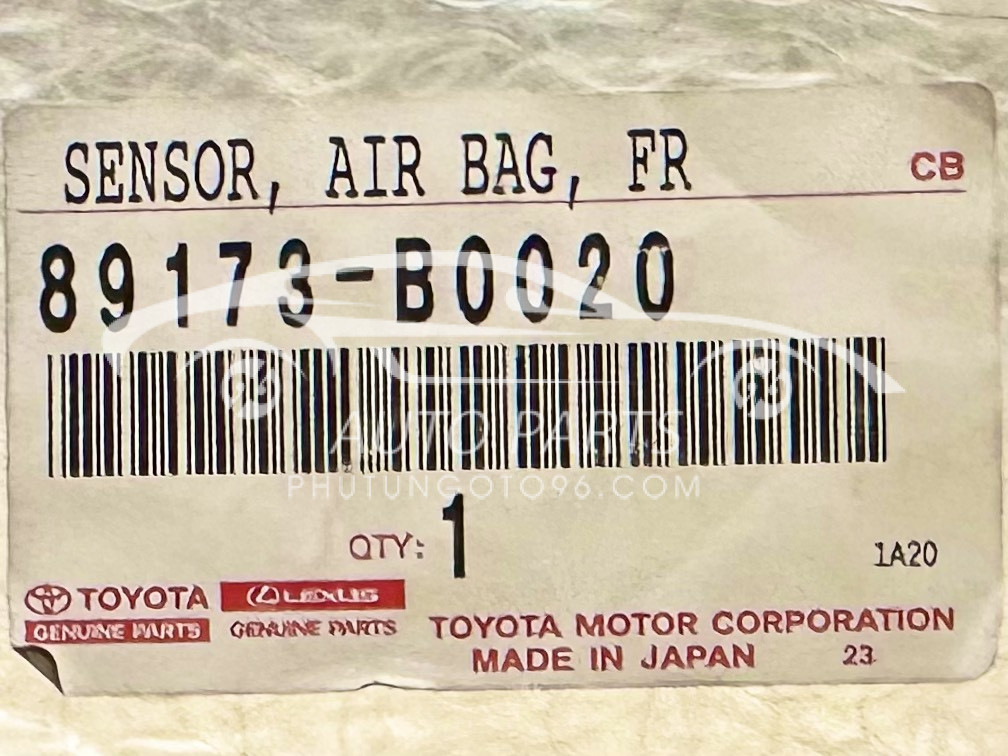 SENSOR, AIR BAG, FR
CB
89173-B0020
AUTO PARTS
PHUTUNGOTO96.COM
QTY: 1
1A20
TOYOTA
GENUINE PARTS
LEXUS
GENUINE PARTS
TOYOTA MOTOR CORPORATION
MADE IN JAPAN 23